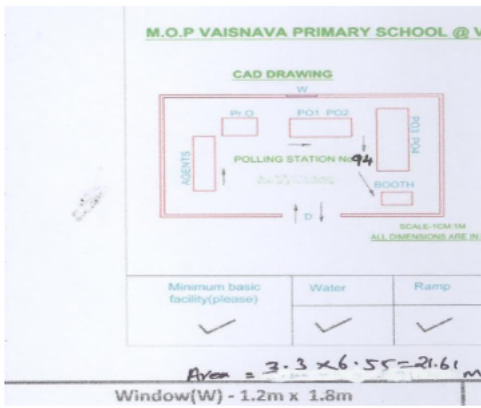 M.O.P VAISNAVA PRIMARY SCHOOL @ V
CAD DRAWING
W
Pr.O
PO1 PO2
PO3 PO4
AGENTS
POLLING STATION No 94
BOOTH
D
SCALE-1CM:1M
ALL DIMENSIONS ARE IN
Minimum basic facility(please)
Water
Ramp
Area = 3.3 x 6.55 = 21.61 m
Window(W) - 1.2m x 1.8m